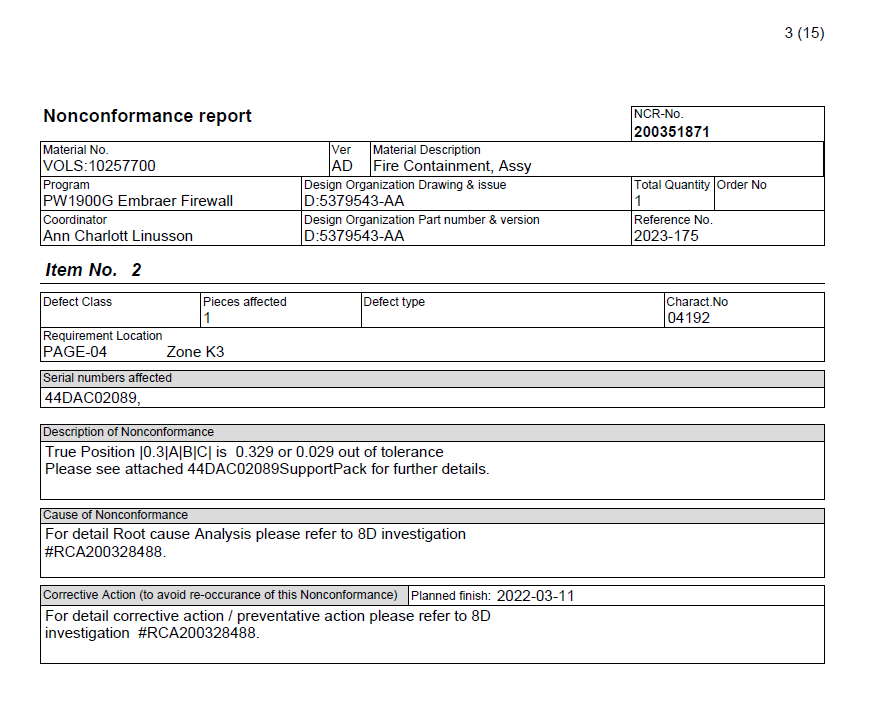 3 (15)
Nonconformance report
NCR-No.
200351871
Material No.
VOLS:10257700
Ver
AD
Material Description
Fire Containment, Assy
Program
PW1900G Embraer Firewall
Design Organization Drawing & issue
D:5379543-AA
Total Quantity
1
Order No
Coordinator
Ann Charlott Linusson
Design Organization Part number & version
D:5379543-AA
Reference No.
2023-175
Item No. 2
Defect Class
Pieces affected
1
Defect type
Charact.No
04192
Requirement Location
PAGE-04 Zone K3
Serial numbers affected
44DAC02089,
Description of Nonconformance
True Position |0.3|A|B|C| is 0.329 or 0.029 out of tolerance
Please see attached 44DAC02089SupportPack for further details.
Cause of Nonconformance
For detail Root cause Analysis please refer to 8D investigation
#RCA200328488.
Corrective Action (to avoid re-occurance of this Nonconformance)
Planned finish: 2022-03-11
For detail corrective action / preventative action please refer to 8D
investigation #RCA200328488.